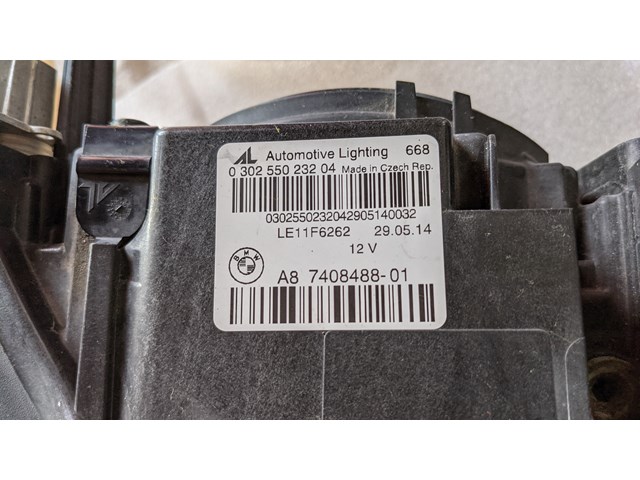 AL Automotive Lighting 668
0 302 550 232 04 Made in Czech Rep.
0302550232042905140032
LE11F6262 29.05.14
12 V
BMW
A8 7408488-01